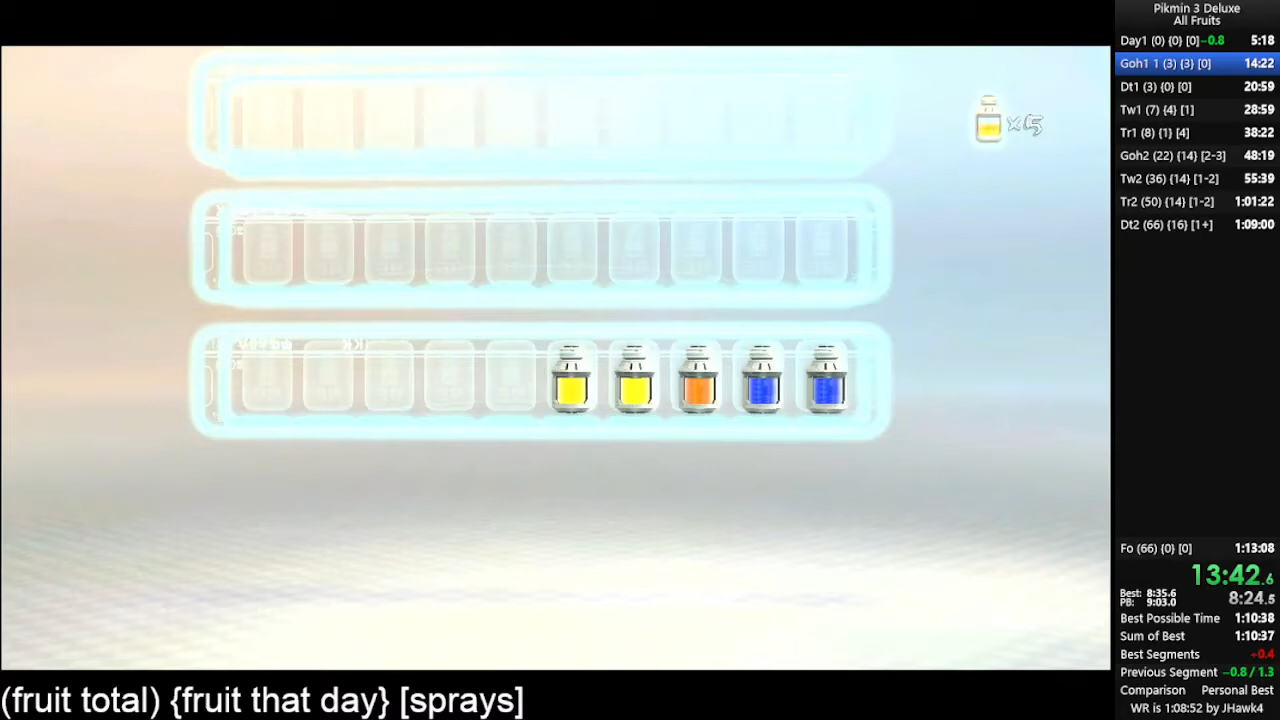 x5
Pikmin 3 Deluxe
All Fruits
Day1 (0) {0} [0] −0.8 5:18
Goh1 1 (3) {3} [0] 14:22
Dt1 (3) {0} [0] 20:59
Tw1 (7) {4} [1] 28:59
Tr1 (8) {1} [4] 38:22
Goh2 (22) {14} [2-3] 48:19
Tw2 (36) {14} [1-2] 55:39
Tr2 (50) {14} [1-2] 1:01:22
Dt2 (66) {16} [1+] 1:09:00
Fo (66) {0} [0] 1:13:08
13:42.6
Best: 8:35.6
PB: 9:03.0
8:24.5
Best Possible Time 1:10:38
Sum of Best 1:10:37
Best Segments +0.4
Previous Segment −0.8 / 1.3
Comparison Personal Best
WR is 1:08:52 by JHawk4
(fruit total) {fruit that day} [sprays]